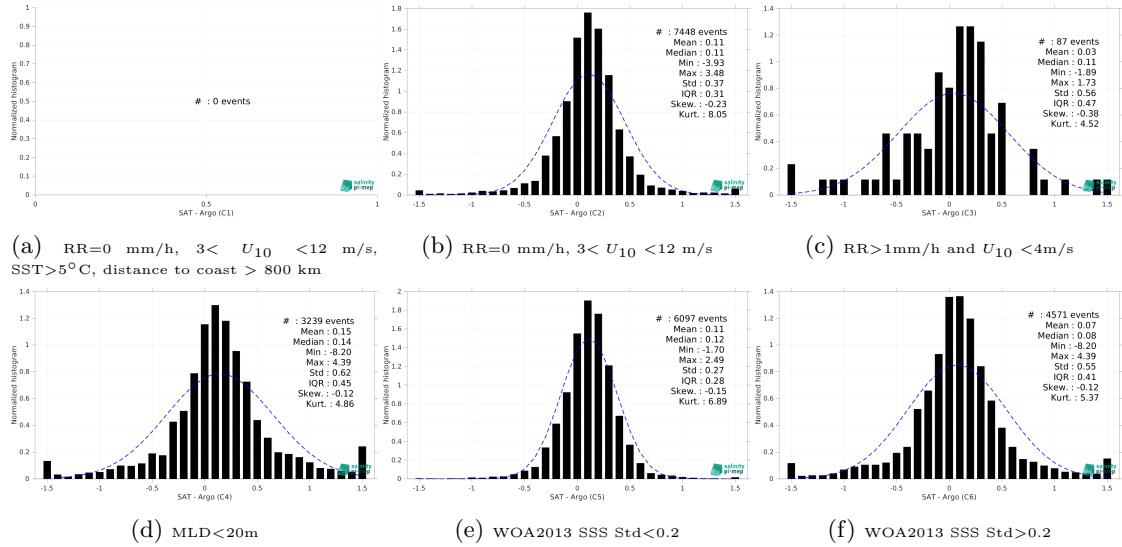 Normalized histogram
1
0.9
0.8
0.7
0.6
0.5
0.4
0.3
0.2
0.1
0
# : 0 events
0 0.5 1
SAT - Argo (C1)
salinity
pi-mep
(a) RR=0 mm/h, 3< U10 <12 m/s,
SST>5°C, distance to coast > 800 km
Normalized histogram
1.8
1.6
1.4
1.2
1
0.8
0.6
0.4
0.2
0
# : 7448 events
Mean : 0.11
Median : 0.11
Min : -3.93
Max : 3.48
Std : 0.37
IQR : 0.31
Skew. : -0.23
Kurt. : 8.05
-1.5 -1 -0.5 0 0.5 1 1.5
SAT - Argo (C2)
salinity
pi-mep
(b) RR=0 mm/h, 3< U10 <12 m/s
Normalized histogram
1.4
1.2
1
0.8
0.6
0.4
0.2
0
# : 87 events
Mean : 0.03
Median : 0.11
Min : -1.89
Max : 1.73
Std : 0.56
IQR : 0.47
Skew. : -0.38
Kurt. : 4.52
-1.5 -1 -0.5 0 0.5 1 1.5
SAT - Argo (C3)
salinity
pi-mep
(c) RR>1mm/h and U10 <4m/s
Normalized histogram
1.4
1.2
1
0.8
0.6
0.4
0.2
0
# : 3239 events
Mean : 0.15
Median : 0.14
Min : -8.20
Max : 4.39
Std : 0.62
IQR : 0.45
Skew. : -0.12
Kurt. : 4.86
-1.5 -1 -0.5 0 0.5 1 1.5
SAT - Argo (C4)
salinity
pi-mep
(d) MLD<20m
Normalized histogram
2
1.8
1.6
1.4
1.2
1
0.8
0.6
0.4
0.2
0
# : 6097 events
Mean : 0.11
Median : 0.12
Min : -1.70
Max : 2.49
Std : 0.27
IQR : 0.28
Skew. : -0.15
Kurt. : 6.89
-1.5 -1 -0.5 0 0.5 1 1.5
SAT - Argo (C5)
salinity
pi-mep
(e) WOA2013 SSS Std<0.2
Normalized histogram
1.4
1.2
1
0.8
0.6
0.4
0.2
0
# : 4571 events
Mean : 0.07
Median : 0.08
Min : -8.20
Max : 4.39
Std : 0.55
IQR : 0.41
Skew. : -0.12
Kurt. : 5.37
-1.5 -1 -0.5 0 0.5 1 1.5
SAT - Argo (C6)
salinity
pi-mep
(f) WOA2013 SSS Std>0.2